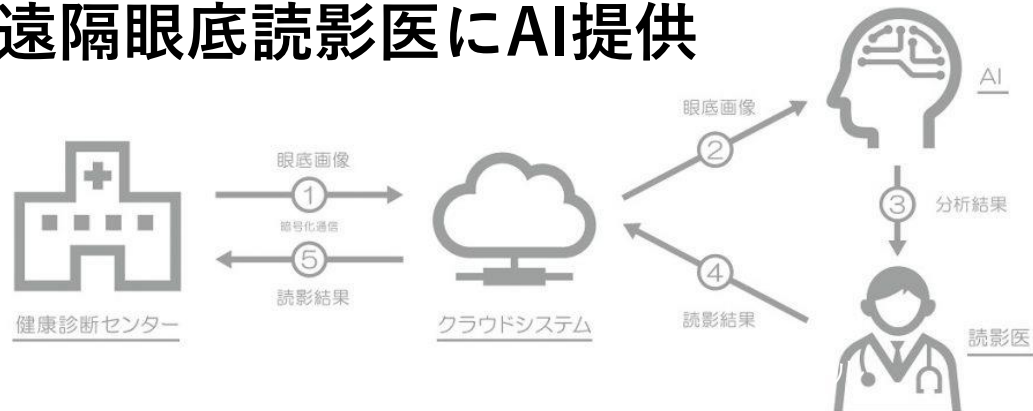 遠隔眼底読影医にAI提供
眼底画像
①
暗号化通信
⑤
読影結果
健康診断センター
クラウドシステム
眼底画像
②
AI
③
分析結果
④
読影結果
読影医